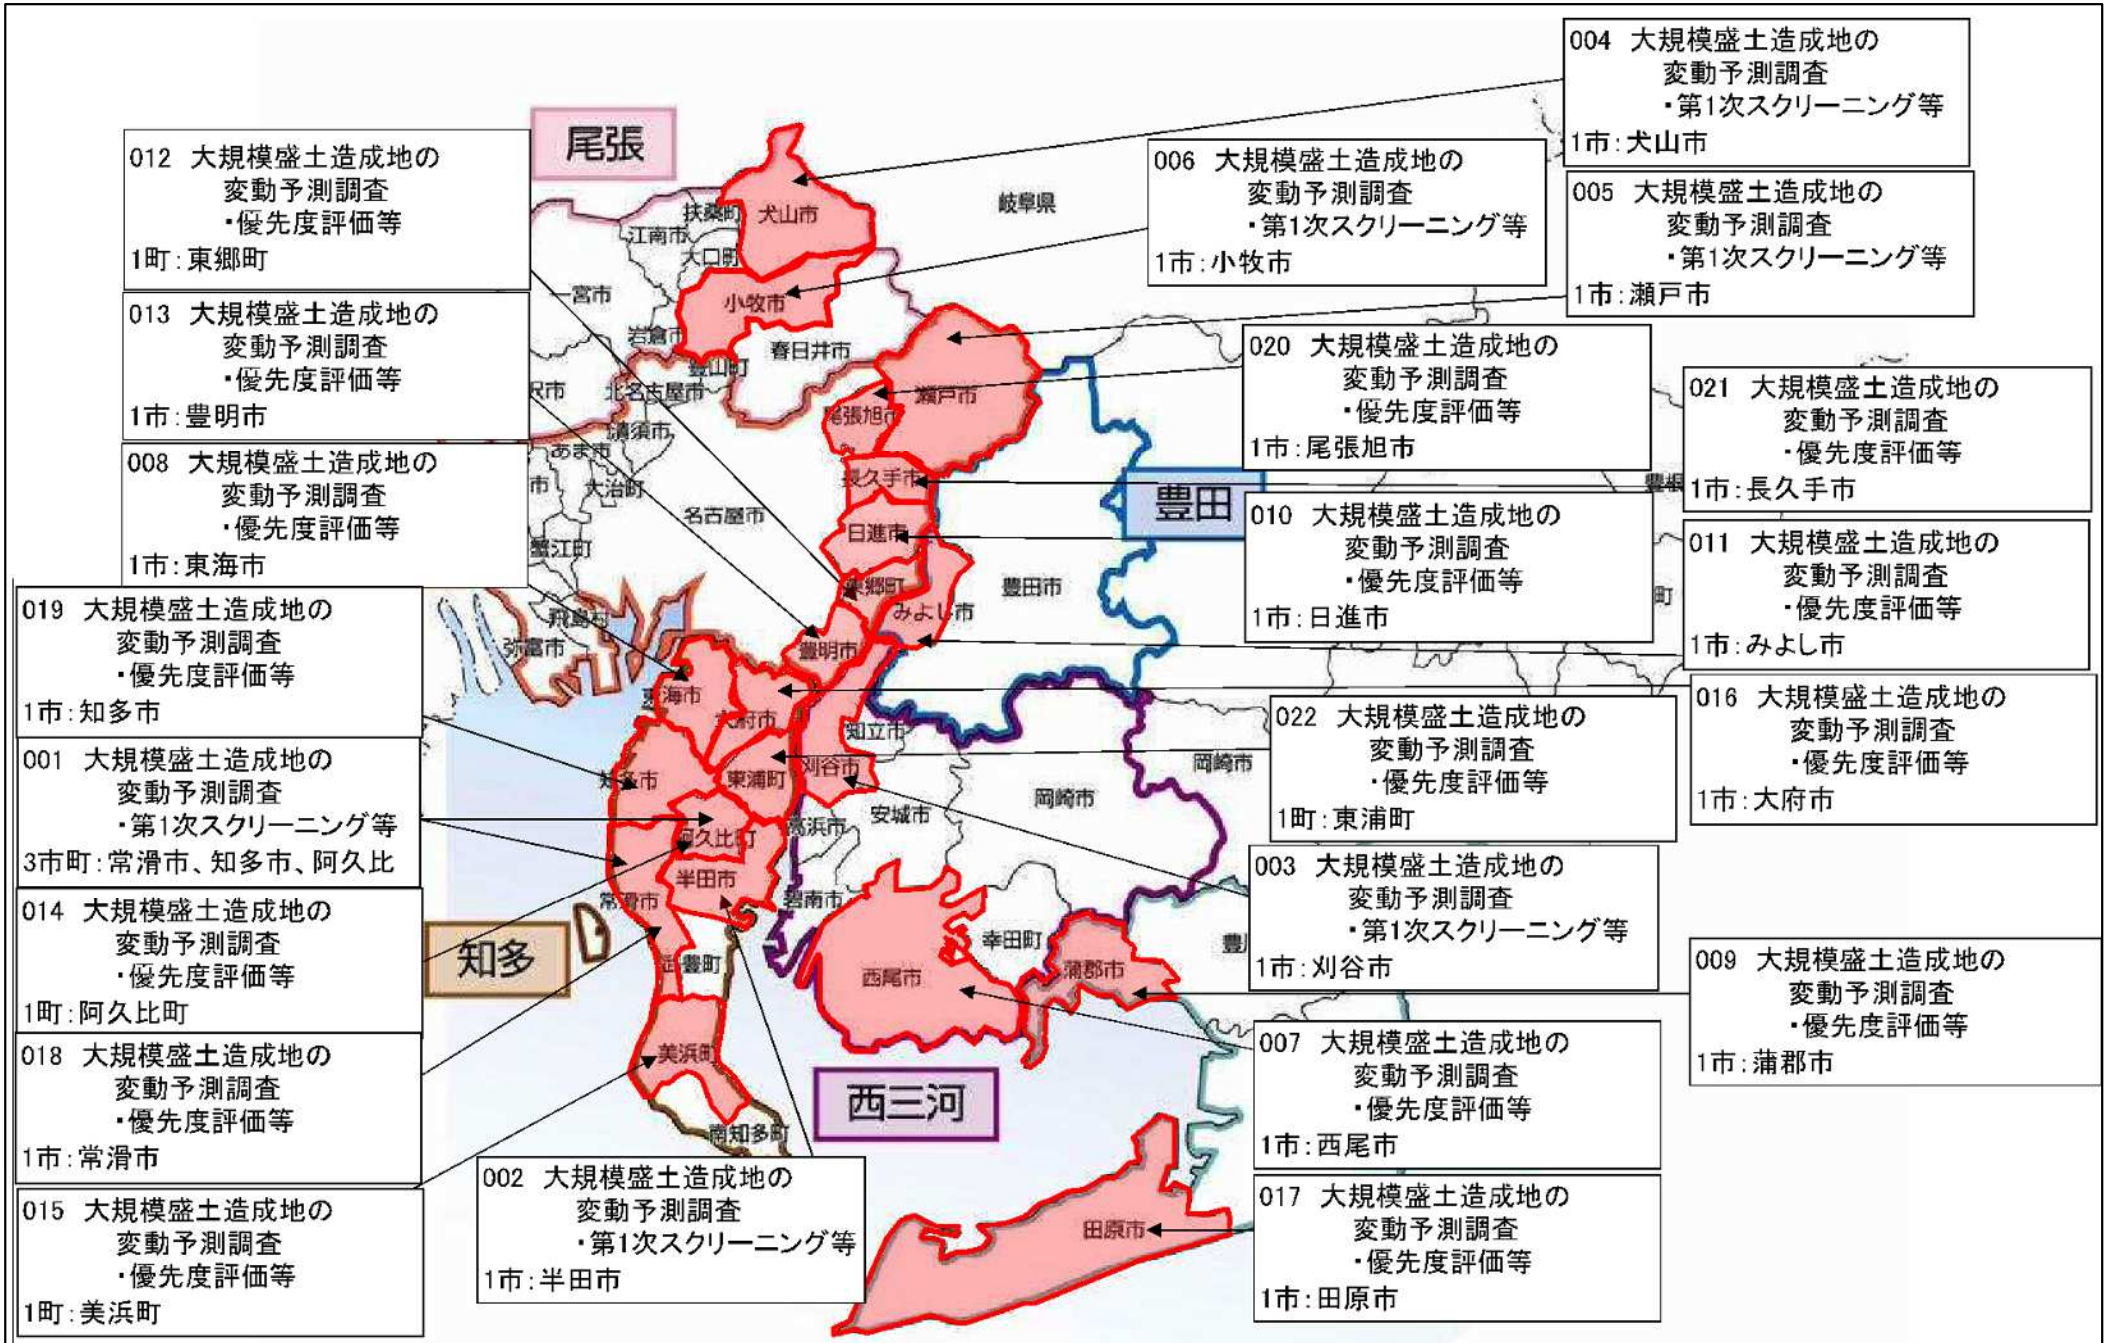 004 大規模盛土造成地の
変動予測調査
・第1次スクリーニング等
1市：犬山市
尾張
012 大規模盛土造成地の
変動予測調査
・優先度評価等
1町：東郷町
006 大規模盛土造成地の
変動予測調査
・第1次スクリーニング等
1市：小牧市
005 大規模盛土造成地の
変動予測調査
・第1次スクリーニング等
1市：瀬戸市
013 大規模盛土造成地の
変動予測調査
・優先度評価等
1市：豊明市
020 大規模盛土造成地の
変動予測調査
・優先度評価等
1市：尾張旭市
021 大規模盛土造成地の
変動予測調査
・優先度評価等
1市：長久手市
008 大規模盛土造成地の
変動予測調査
・優先度評価等
1市：東海市
豊田
010 大規模盛土造成地の
変動予測調査
・優先度評価等
1市：日進市
011 大規模盛土造成地の
変動予測調査
・優先度評価等
1市：みよし市
019 大規模盛土造成地の
変動予測調査
・優先度評価等
1市：知多市
022 大規模盛土造成地の
変動予測調査
・優先度評価等
1町：東浦町
016 大規模盛土造成地の
変動予測調査
・優先度評価等
1市：大府市
001 大規模盛土造成地の
変動予測調査
・第1次スクリーニング等
3市町：常滑市、知多市、阿久比
003 大規模盛土造成地の
変動予測調査
・第1次スクリーニング等
1市：刈谷市
014 大規模盛土造成地の
変動予測調査
・優先度評価等
1町：阿久比町
知多
009 大規模盛土造成地の
変動予測調査
・優先度評価等
1市：蒲郡市
018 大規模盛土造成地の
変動予測調査
・優先度評価等
1市：常滑市
西三河
007 大規模盛土造成地の
変動予測調査
・優先度評価等
1市：西尾市
015 大規模盛土造成地の
変動予測調査
・優先度評価等
1町：美浜町
002 大規模盛土造成地の
変動予測調査
・第1次スクリーニング等
1市：半田市
017 大規模盛土造成地の
変動予測調査
・優先度評価等
1市：田原市
岐阜県
扶桑町
犬山市
江南市
大口町
一宮市
小牧市
岩倉市
春日井市
豊山町
沢市
北名古屋市
瀬戸市
尾張旭市
清須市
あま市
市
大治町
長久手市
豊根
名古屋市
日進市
蟹江町
東郷町
豊田市
町
みよし市
飛島村
弥富市
豊明市
東海市
大府市
知立市
知多市
東浦町
刈谷市
岡崎市
岡崎市
高浜市
安城市
阿久比町
半田市
碧南市
常滑市
幸田町
豊川
武豊町
西尾市
蒲郡市
美浜町
南知多町
田原市